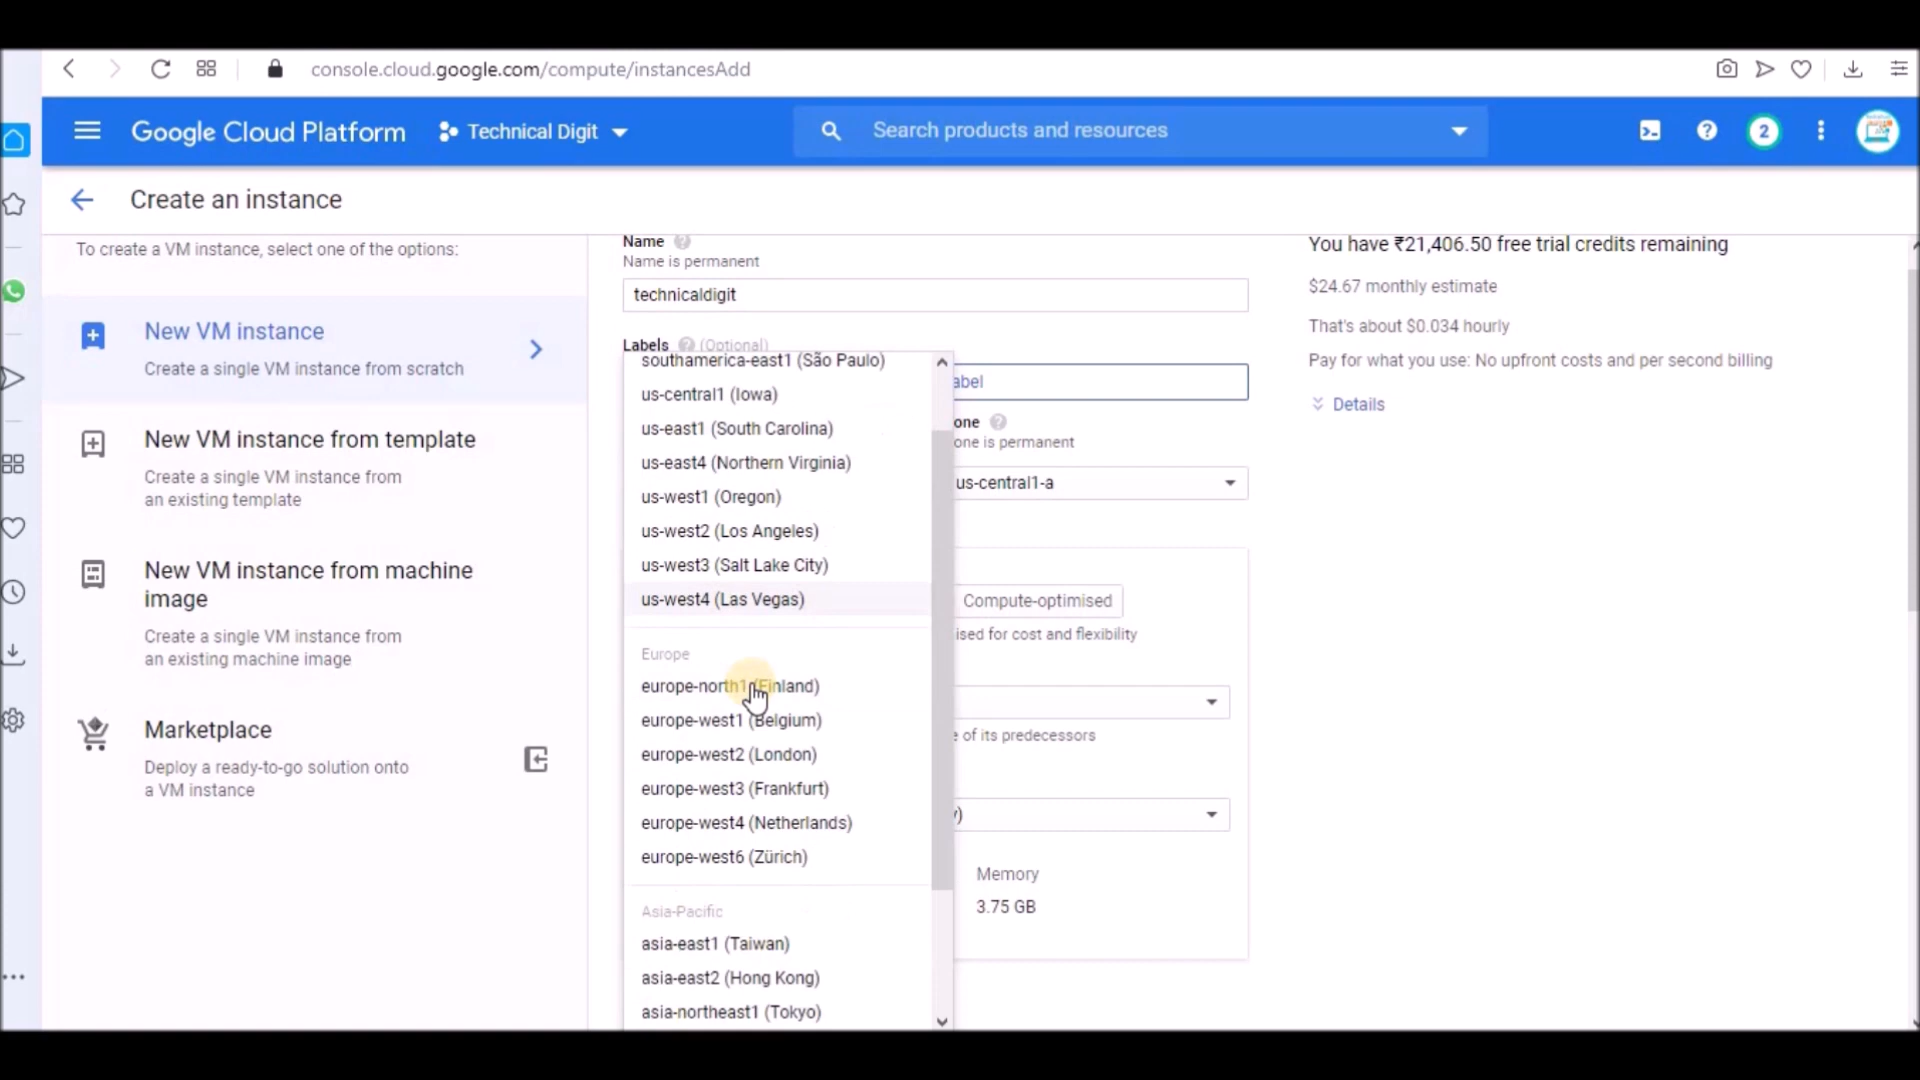 console.cloud.google.com/compute/instancesAdd
Google Cloud Platform
Technical Digit
Search products and resources
2
Create an instance
To create a VM instance, select one of the options:
New VM instance
Create a single VM instance from scratch
New VM instance from template
Create a single VM instance from
an existing template
New VM instance from machine
image
Create a single VM instance from
an existing machine image
Marketplace
Deploy a ready-to-go solution onto
a VM instance
Name
Name is permanent
technicaldigit
Labels (Optional)
abel
one
one is permanent
us-central1-a
southamerica-east1 (São Paulo)
us-central1 (Iowa)
us-east1 (South Carolina)
us-east4 (Northern Virginia)
us-west1 (Oregon)
us-west2 (Los Angeles)
us-west3 (Salt Lake City)
us-west4 (Las Vegas)
Europe
europe-north1 (Finland)
europe-west1 (Belgium)
europe-west2 (London)
europe-west3 (Frankfurt)
europe-west4 (Netherlands)
europe-west6 (Zürich)
Asia-Pacific
asia-east1 (Taiwan)
asia-east2 (Hong Kong)
asia-northeast1 (Tokyo)
Compute-optimised
ised for cost and flexibility
e of its predecessors
)
Memory
3.75 GB
You have ₹21,406.50 free trial credits remaining
$24.67 monthly estimate
That's about $0.034 hourly
Pay for what you use: No upfront costs and per second billing
Details